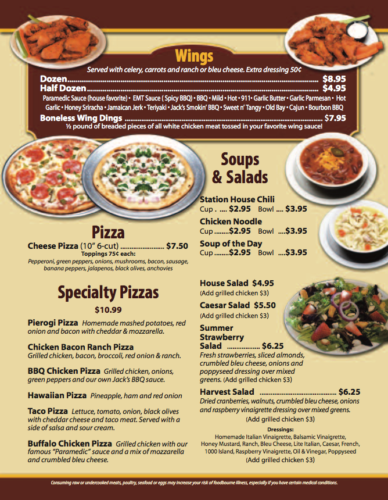 Wings
Served with celery, carrots and ranch or bleu cheese. Extra dressing 50¢
Dozen ........ $8.95
Half Dozen ........ $4.95
Paramedic Sauce (house favorite) • EMT Sauce ( Spicy BBQ) • BBQ • Mild • Hot • 911 • Garlic Butter • Garlic Parmesan • Hot
Garlic • Honey Sriracha • Jamaican Jerk • Teriyaki • Jack's Smokin' BBQ • Sweet n' Tangy • Old Bay • Cajun • Bourbon BBQ
Boneless Wing Dings ........ $7.95
½ pound of breaded pieces of all white chicken meat tossed in your favorite wing sauce!
Pizza
Cheese Pizza (10" 6-cut) ........ $7.50
Toppings 75¢ each:
Pepperoni, green peppers, onions, mushrooms, bacon, sausage,
banana peppers, jalapenos, black olives, anchovies
Specialty Pizzas
$10.99
Pierogi Pizza Homemade mashed potatoes, red
onion and bacon with cheddar & mozzarella.
Chicken Bacon Ranch Pizza
Grilled chicken, bacon, broccoli, red onion & ranch.
BBQ Chicken Pizza Grilled chicken, onions,
green peppers and our own Jack's BBQ sauce.
Hawaiian Pizza Pineapple, ham and red onion
Taco Pizza Lettuce, tomato, onion, black olives
with cheddar cheese and taco meat. Served with a
side of salsa and sour cream.
Buffalo Chicken Pizza Grilled chicken with our
famous "Paramedic" sauce and a mix of mozzarella
and crumbled bleu cheese.
Soups
& Salads
Station House Chili
Cup . .... $2.95 Bowl .... $3.95
Chicken Noodle
Cup ........$2.95 Bowl ...$3.95
Soup of the Day
Cup ........$2.95 Bowl ...$3.95
House Salad $4.95
(Add grilled chicken $3)
Caesar Salad $5.50
(Add grilled chicken $3)
Summer
Strawberry
Salad ........ $6.25
Fresh strawberries, sliced almonds,
crumbled bleu cheese, onions and
poppyseed dressing over mixed
greens. (Add grilled chicken $3)
Harvest Salad ........ $6.25
Dried cranberries, walnuts, crumbled bleu cheese, onions
and raspberry vinaigrette dressing over mixed greens.
(Add grilled chicken $3)
Dressings:
Homemade Italian Vinaigrette, Balsamic Vinaigrette,
Honey Mustard, Ranch, Bleu Cheese, Lite Italian, Caesar, French,
1000 Island, Raspberry Vinaigrette, Oil & Vinegar, Poppyseed
(Add grilled chicken $3)
Consuming raw or undercooked meats, poultry, seafood or eggs may increase your risk of foodbourne illness, especially if you have certain medical conditions.